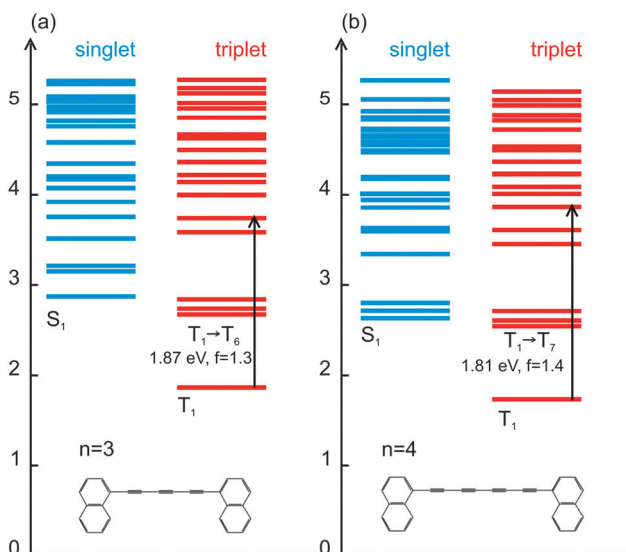 (a)
singlet triplet
5
4
3
2
1
0
S1
T1→T6
1.87 eV, f=1.3
T1
n=3
(b)
singlet triplet
5
4
3
2
1
0
S1
T1→T7
1.81 eV, f=1.4
T1
n=4